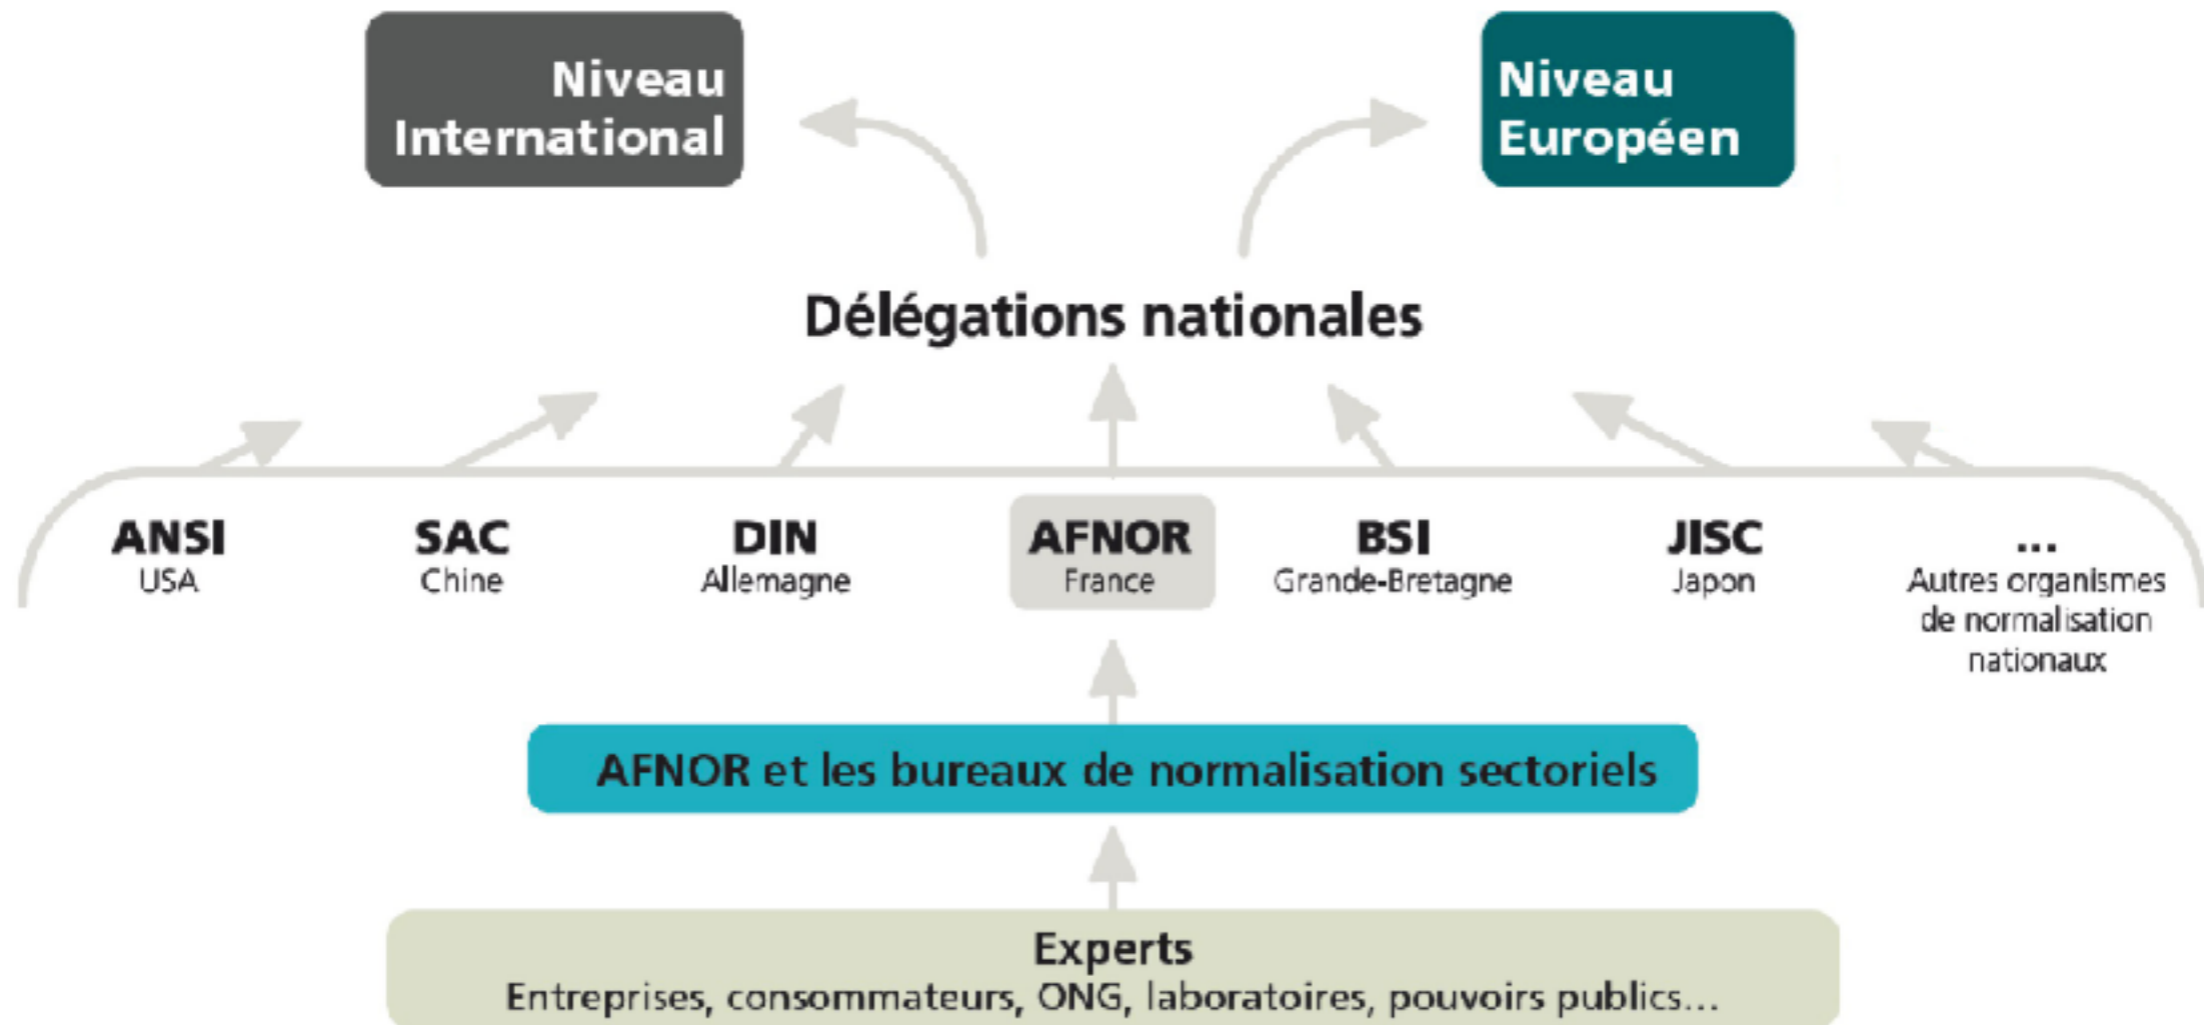 Niveau
International
Niveau
Européen
Délégations nationales
ANSI
USA
SAC
Chine
DIN
Allemagne
AFNOR
France
BSI
Grande-Bretagne
JISC
Japon
...
Autres organismes
de normalisation
nationaux
AFNOR et les bureaux de normalisation sectoriels
Experts
Entreprises, consommateurs, ONG, laboratoires, pouvoirs publics...